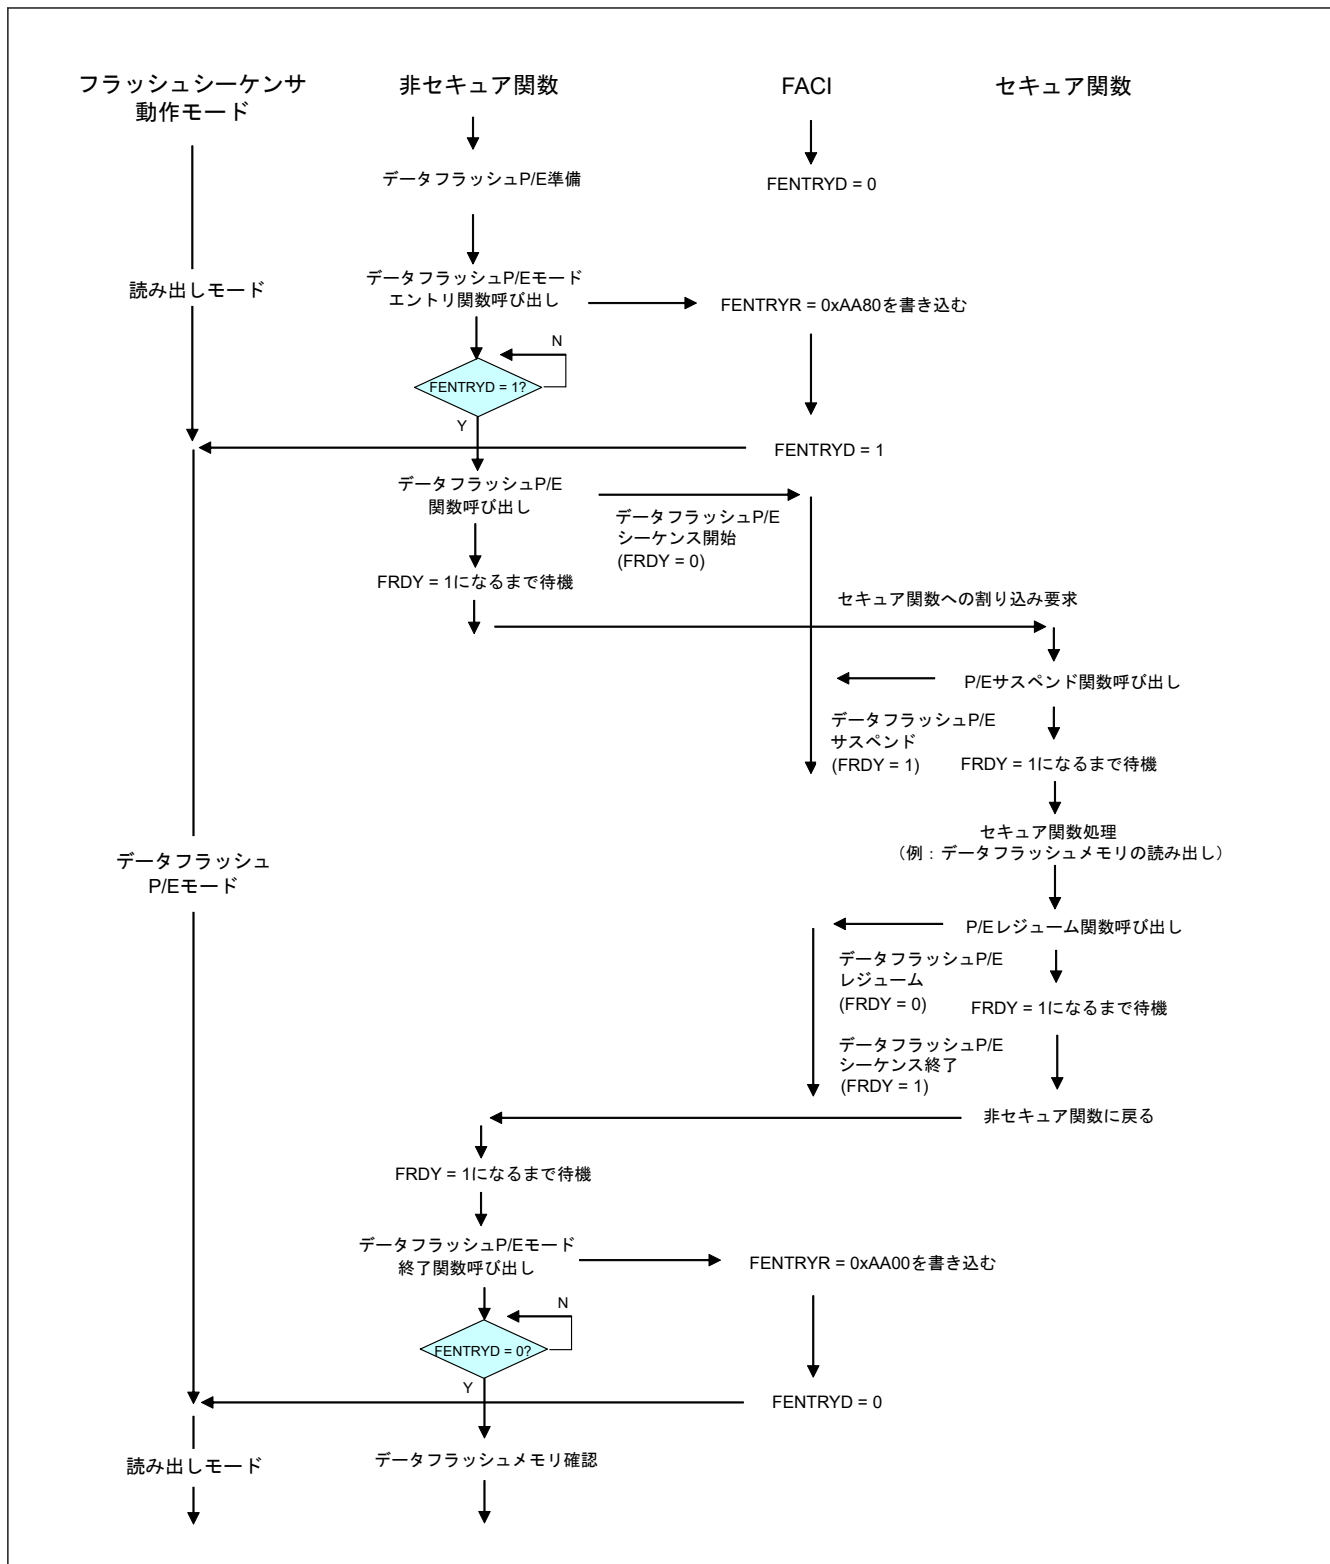 フラッシュシーケンサ
動作モード
非セキュア関数
FACI
セキュア関数
データフラッシュP/E準備
FENTRYD = 0
読み出しモード
データフラッシュP/Eモード
エントリ関数呼び出し
FENTRYR = 0xAA80を書き込む
N
FENTRYD = 1?
Y
FENTRYD = 1
データフラッシュP/E
関数呼び出し
データフラッシュP/E
シーケンス開始
(FRDY = 0)
FRDY = 1になるまで待機
セキュア関数への割り込み要求
P/Eサスペンド関数呼び出し
データフラッシュP/E
サスペンド
(FRDY = 1)
FRDY = 1になるまで待機
セキュア関数処理
（例：データフラッシュメモリの読み出し）
データフラッシュ
P/Eモード
P/Eレジューム関数呼び出し
データフラッシュP/E
レジューム
(FRDY = 0)
FRDY = 1になるまで待機
データフラッシュP/E
シーケンス終了
(FRDY = 1)
非セキュア関数に戻る
FRDY = 1になるまで待機
データフラッシュP/Eモード
終了関数呼び出し
FENTRYR = 0xAA00を書き込む
N
FENTRYD = 0?
Y
FENTRYD = 0
読み出しモード
データフラッシュメモリ確認